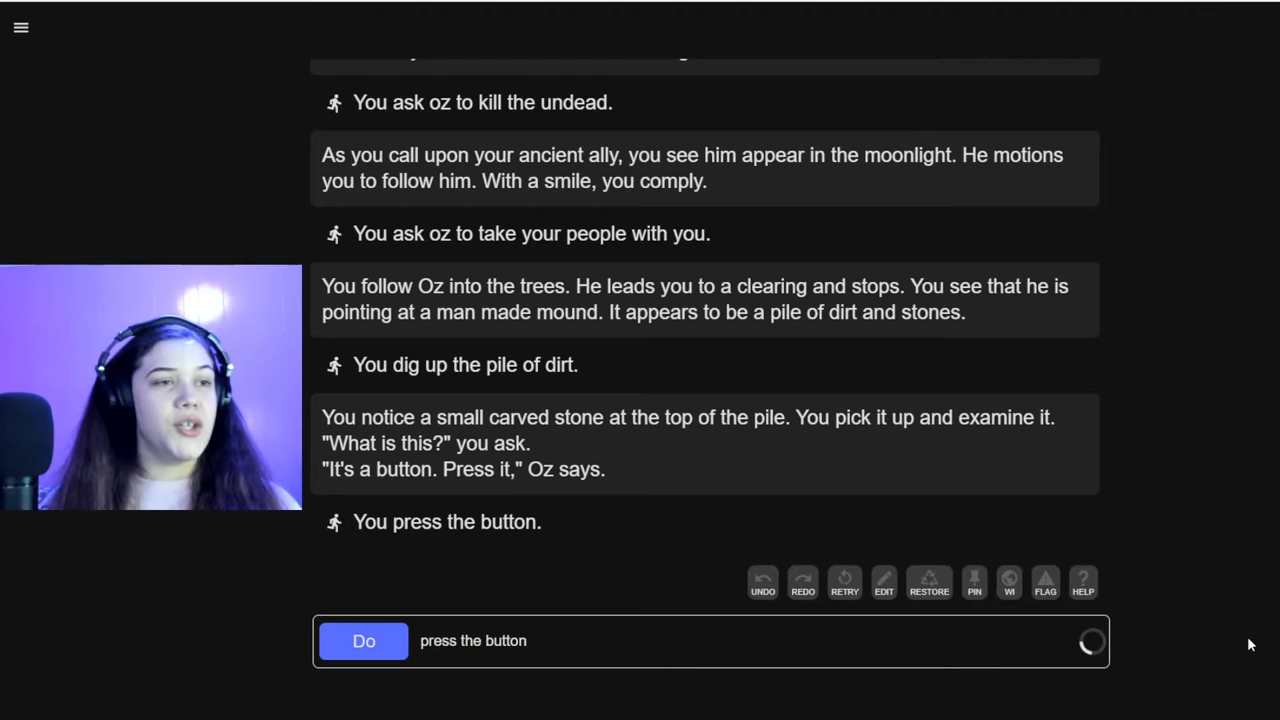 You ask oz to kill the undead.
As you call upon your ancient ally, you see him appear in the moonlight. He motions
you to follow him. With a smile, you comply.
You ask oz to take your people with you.
You follow Oz into the trees. He leads you to a clearing and stops. You see that he is
pointing at a man made mound. It appears to be a pile of dirt and stones.
You dig up the pile of dirt.
You notice a small carved stone at the top of the pile. You pick it up and examine it.
"What is this?" you ask.
"It's a button. Press it," Oz says.
You press the button.
UNDO REDO RETRY EDIT RESTORE PIN WI FLAG HELP
Do press the button